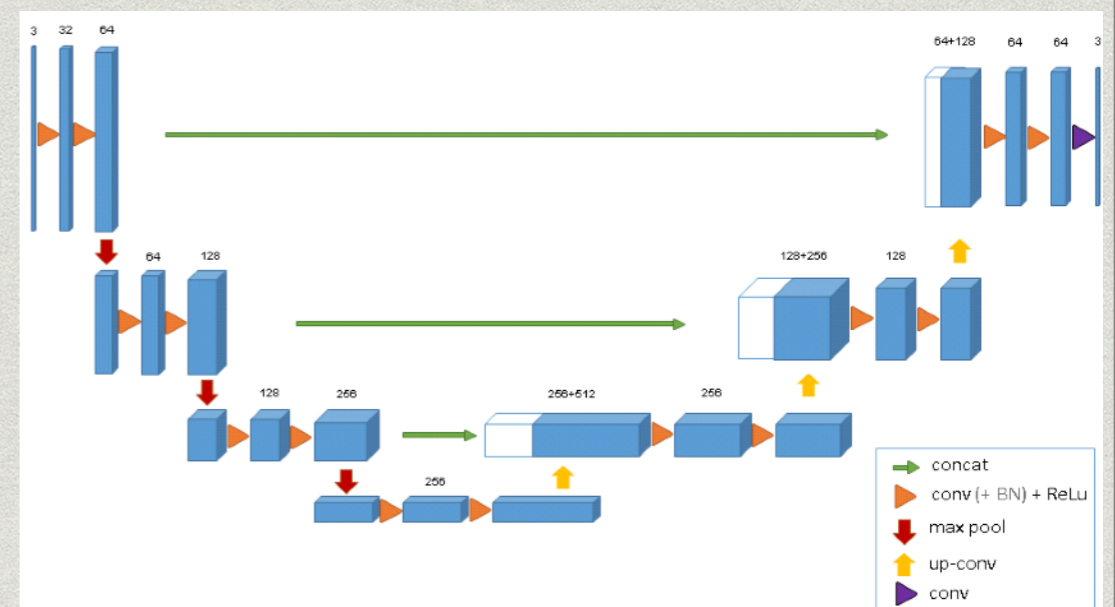 3 32 64
64+128 64 64 3
64 128
128+256 128
128 256
256+512 256
256
concat
conv (+ BN) + ReLu
max pool
up-conv
conv